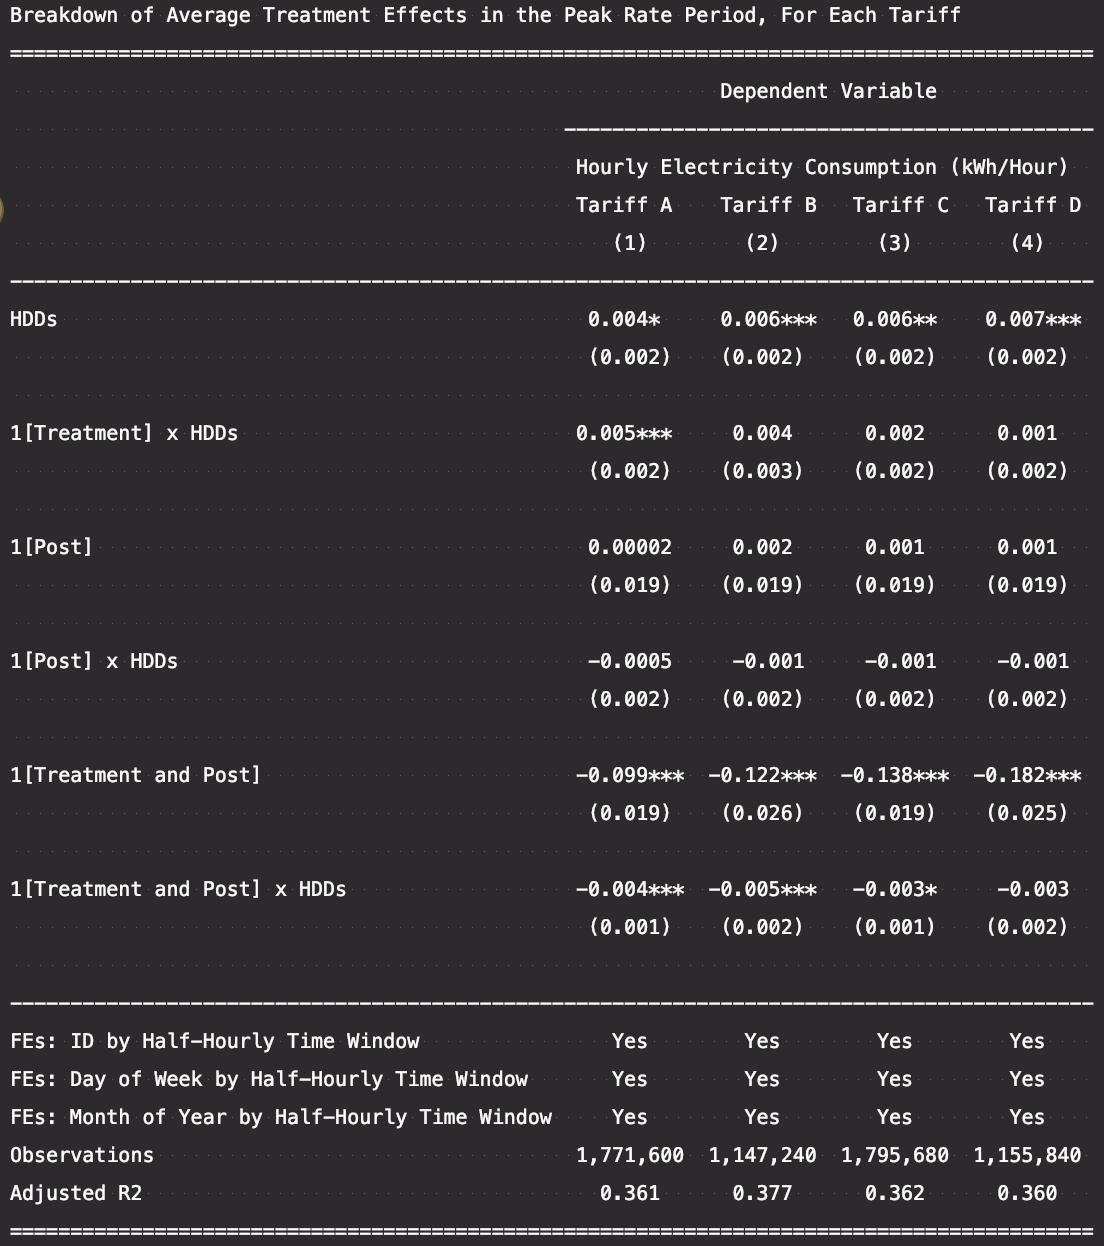 Breakdown of Average Treatment Effects in the Peak Rate Period, For Each Tariff
==========================================================================================
Dependent Variable
--------------------------------------------
Hourly Electricity Consumption (kWh/Hour)
Tariff A Tariff B Tariff C Tariff D
(1) (2) (3) (4)
------------------------------------------------------------------------------------------
HDDs 0.004* 0.006*** 0.006** 0.007***
(0.002) (0.002) (0.002) (0.002)
1[Treatment] x HDDs 0.005*** 0.004 0.002 0.001
(0.002) (0.003) (0.002) (0.002)
1[Post] 0.00002 0.002 0.001 0.001
(0.019) (0.019) (0.019) (0.019)
1[Post] x HDDs -0.0005 -0.001 -0.001 -0.001
(0.002) (0.002) (0.002) (0.002)
1[Treatment and Post] -0.099*** -0.122*** -0.138*** -0.182***
(0.019) (0.026) (0.019) (0.025)
1[Treatment and Post] x HDDs -0.004*** -0.005*** -0.003* -0.003
(0.001) (0.002) (0.001) (0.002)
------------------------------------------------------------------------------------------
FEs: ID by Half-Hourly Time Window Yes Yes Yes Yes
FEs: Day of Week by Half-Hourly Time Window Yes Yes Yes Yes
FEs: Month of Year by Half-Hourly Time Window Yes Yes Yes Yes
Observations 1,771,600 1,147,240 1,795,680 1,155,840
Adjusted R2 0.361 0.377 0.362 0.360
==========================================================================================